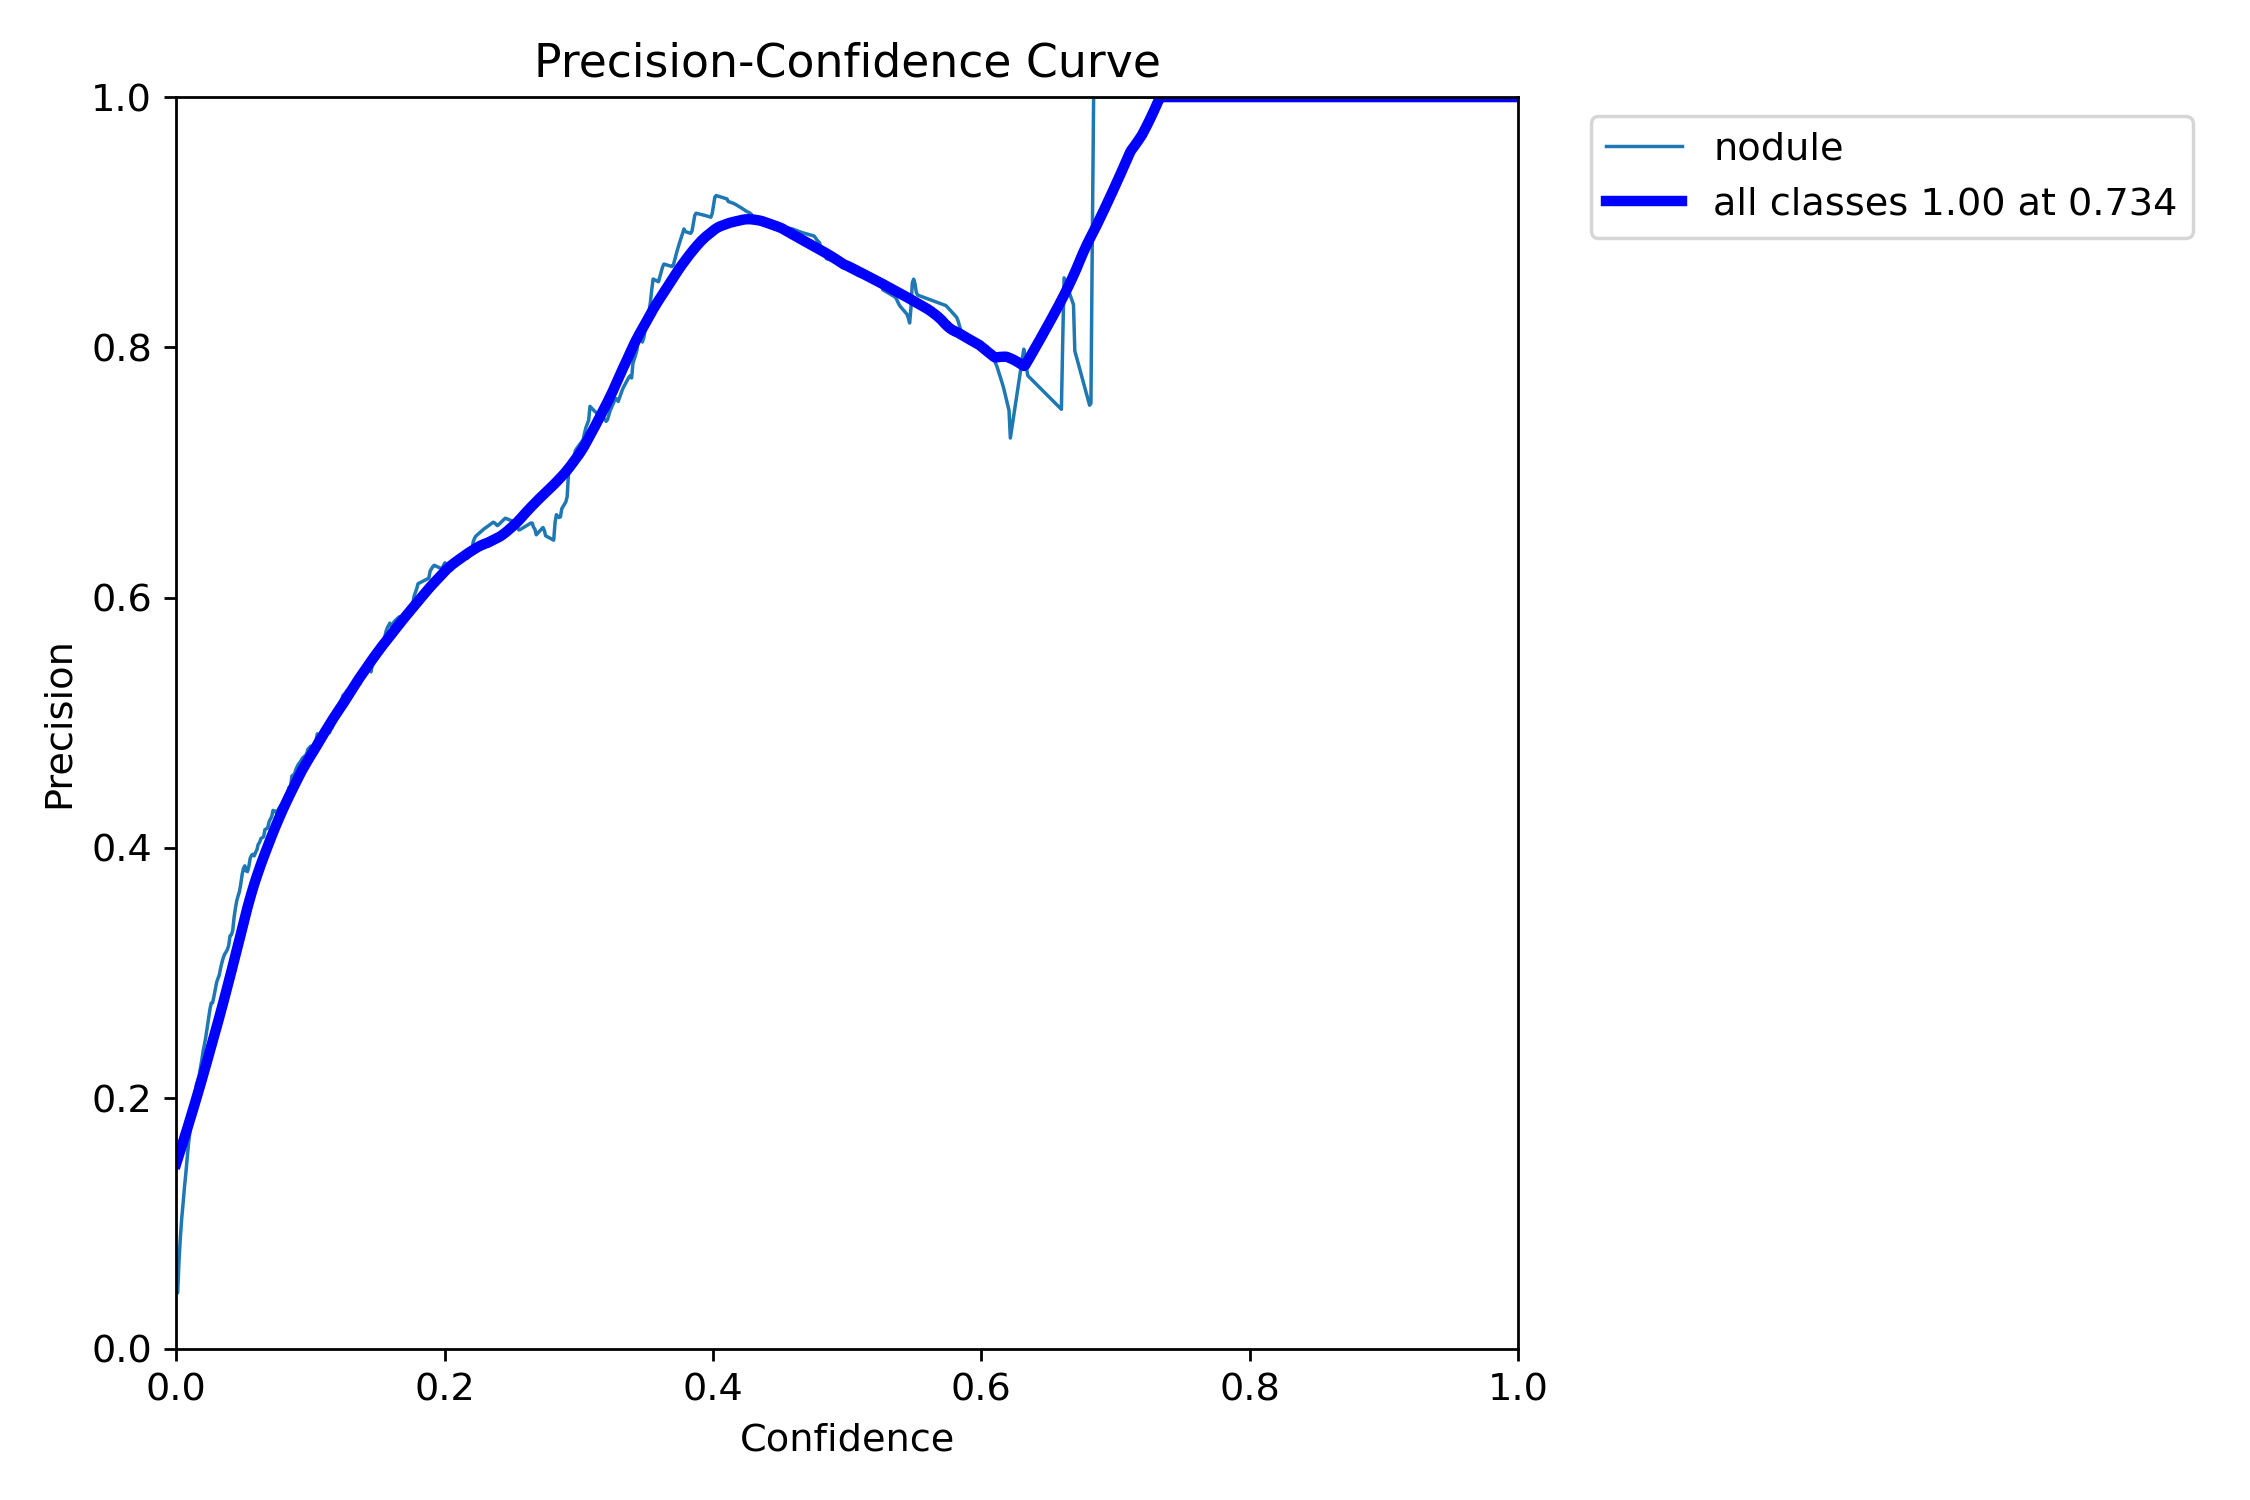 Precision-Confidence Curve
1.0
0.8
0.6
0.4
0.2
0.0
Precision
0.0 0.2 0.4 0.6 0.8 1.0
Confidence
nodule
all classes 1.00 at 0.734